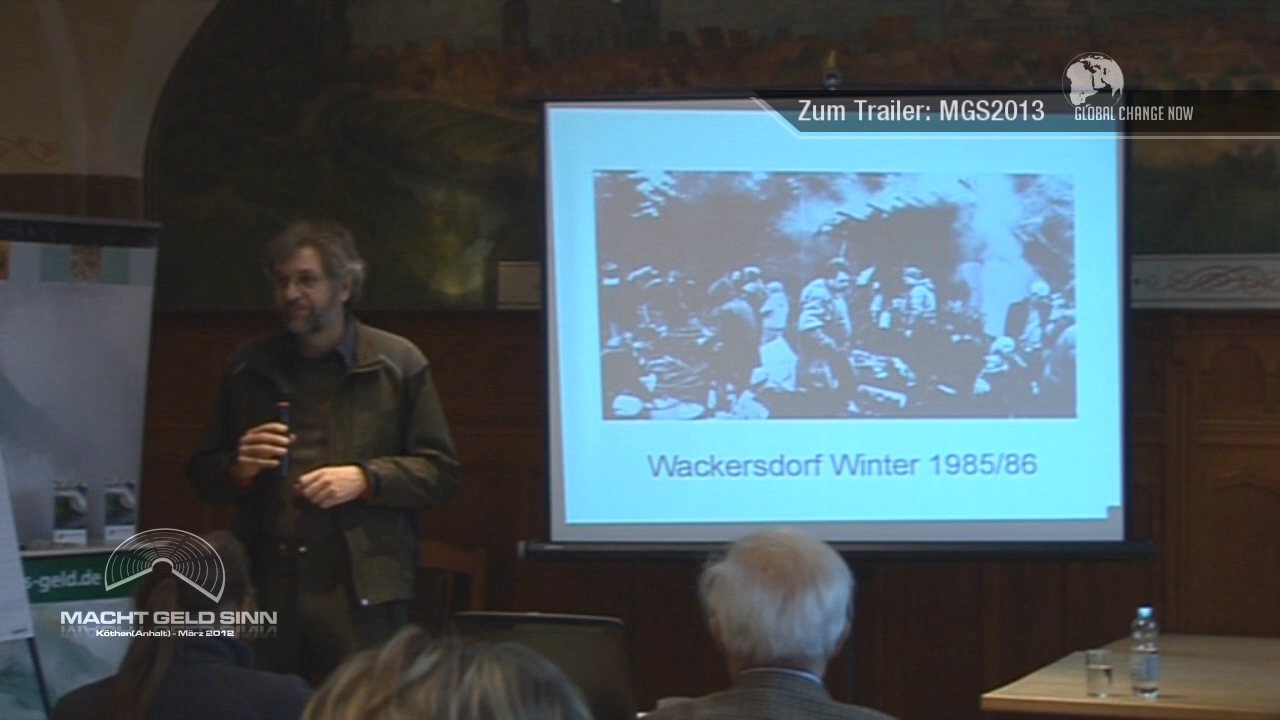 Zum Trailer: MGS2013
GLOBAL CHANGE NOW
Wackersdorf Winter 1985/86
s-geld.de
MACHT GELD SINN
Köthen(Anhalt) - März 2012